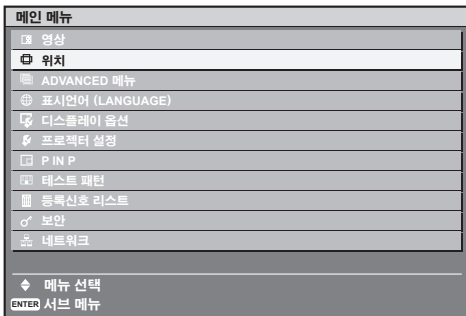 메인 메뉴
영상
위치
ADVANCED 메뉴
표시언어 (LANGUAGE)
디스플레이 옵션
프로젝터 설정
P IN P
테스트 패턴
등록신호 리스트
보안
네트워크
메뉴 선택
ENTER 서브 메뉴